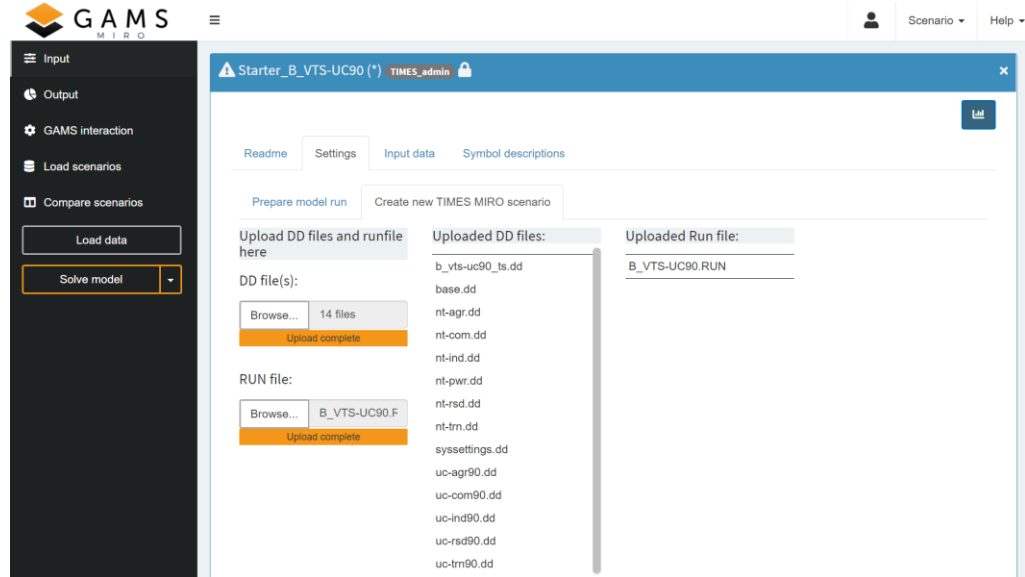 GAMS
MIRO
Scenario
Help
Input
Output
GAMS interaction
Load scenarios
Compare scenarios
Load data
Solve model
Starter_B_VTS-UC90 (*) TIMES_admin
Readme Settings Input data Symbol descriptions
Prepare model run Create new TIMES MIRO scenario
Upload DD files and runfile
here
DD file(s):
Browse... 14 files
Upload complete
RUN file:
Browse... B_VTS-UC90.F
Upload complete
Uploaded DD files:
b_vts-uc90_ts.dd
base.dd
nt-agr.dd
nt-com.dd
nt-ind.dd
nt-pwr.dd
nt-rsd.dd
nt-trn.dd
syssettings.dd
uc-agr90.dd
uc-com90.dd
uc-ind90.dd
uc-rsd90.dd
uc-trn90.dd
Uploaded Run file:
B_VTS-UC90.RUN